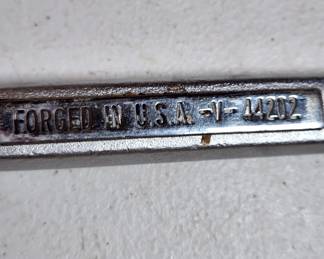 FORGED IN U.S.A. -V- 44202